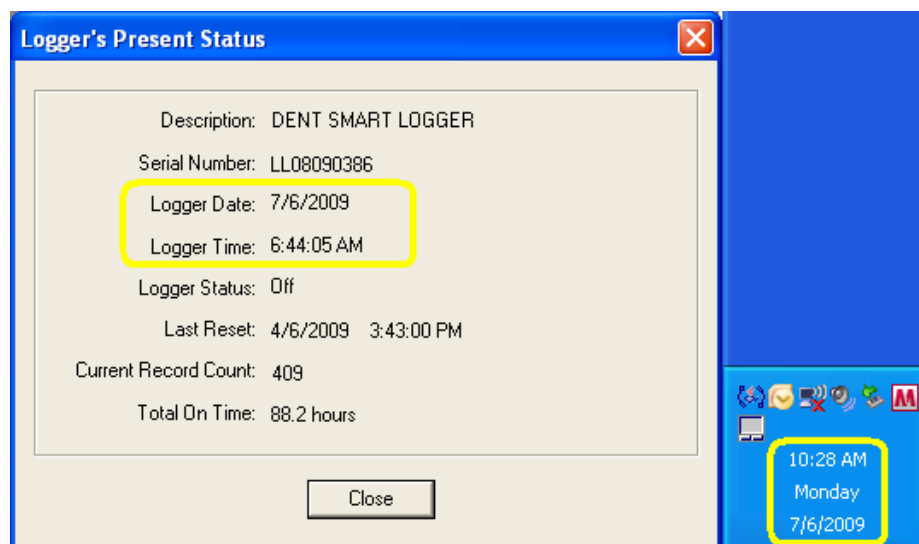 Logger's Present Status
Description: DENT SMART LOGGER
Serial Number: LL08090386
Logger Date: 7/6/2009
Logger Time: 6:44:05 AM
Logger Status: Off
Last Reset: 4/6/2009 3:43:00 PM
Current Record Count: 409
Total On Time: 88.2 hours
Close
M
10:28 AM
Monday
7/6/2009